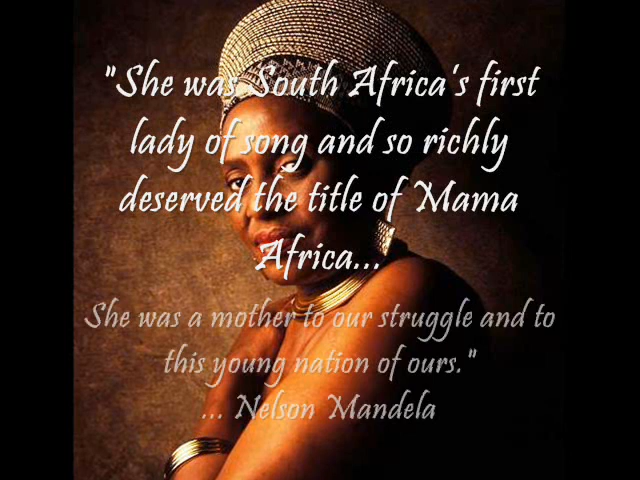 "She was South Africa's first
lady of song and so richly
deserved the title of Mama
Africa...
She was a mother to our struggle and to
this young nation of ours."
... Nelson Mandela